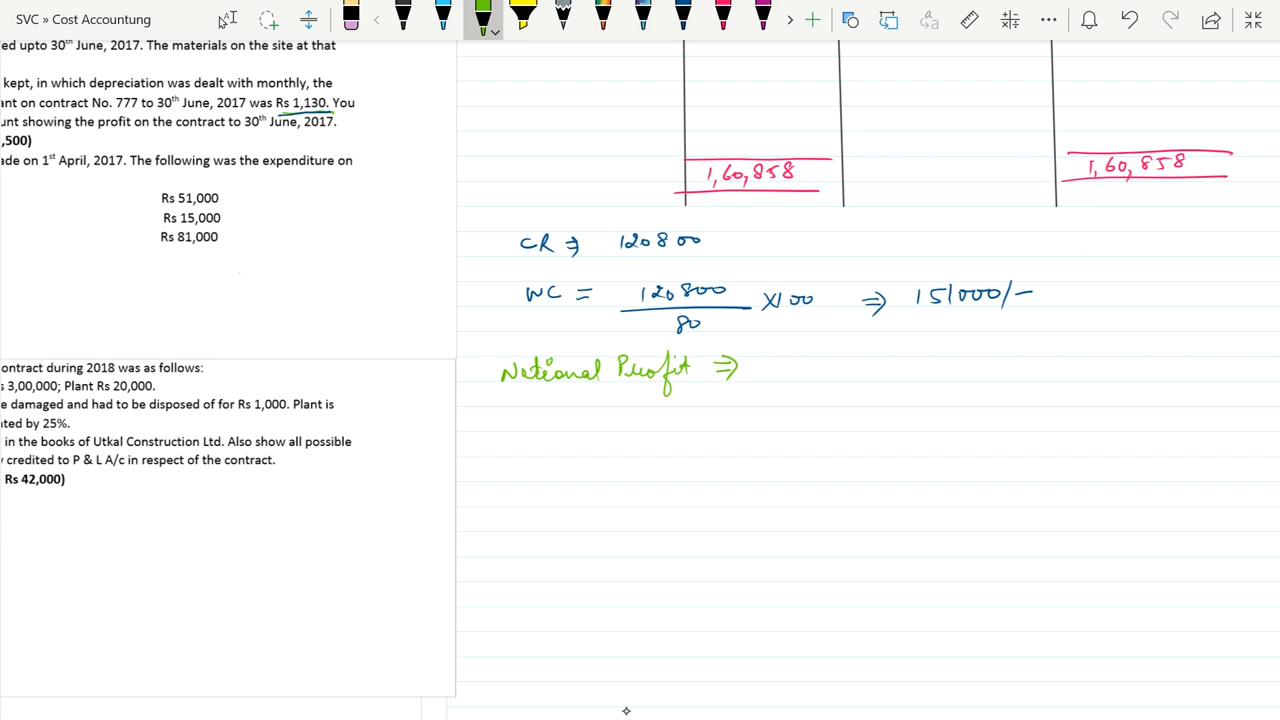 SVC » Cost Accountung
ed upto 30th June, 2017. The materials on the site at that
kept, in which depreciation was dealt with monthly, the
ant on contract No. 777 to 30th June, 2017 was Rs 1,130. You
unt showing the profit on the contract to 30th June, 2017.
,500)
ade on 1st April, 2017. The following was the expenditure on
Rs 51,000
Rs 15,000
Rs 81,000
ontract during 2018 was as follows:
s 3,00,000; Plant Rs 20,000.
e damaged and had to be disposed of for Rs 1,000. Plant is
ated by 25%.
in the books of Utkal Construction Ltd. Also show all possible
y credited to P & L A/c in respect of the contract.
Rs 42,000)
1,60,858 1,60,858
CR ⇒ 120800
WC = 120800
80
×100 ⇒ 151000/-
Notional Profit ⇒